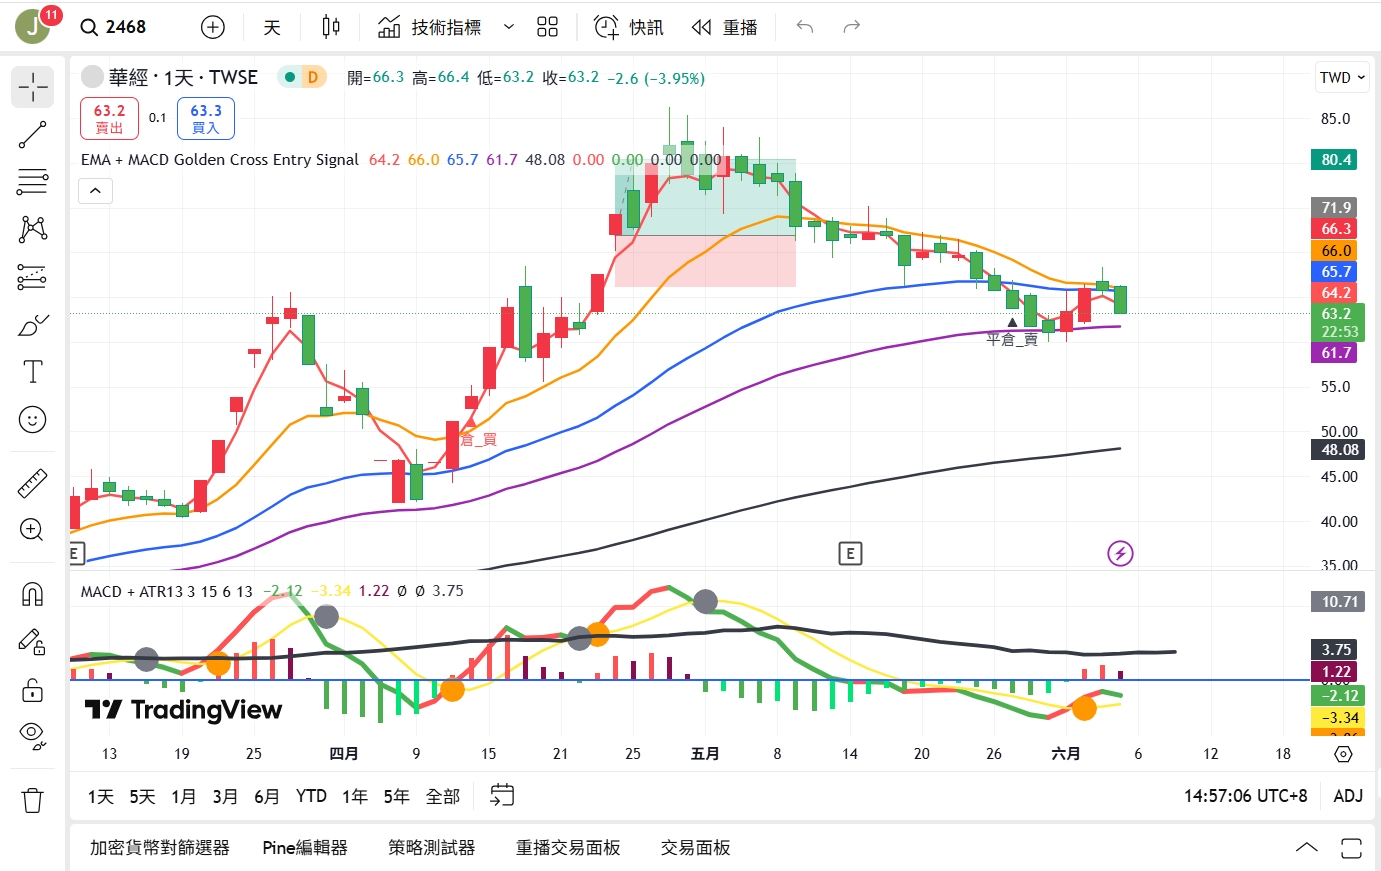 J 11 2468 天 技術指標 快訊 重播
華經 · 1天 · TWSE D 開=66.3 高=66.4 低=63.2 收=63.2 −2.6 (−3.95%) TWD
63.2 賣出 0.1 63.3 買入
EMA + MACD Golden Cross Entry Signal 64.2 66.0 65.7 61.7 48.08 0.00 0.00 0.00 0.00
85.0
80.4
71.9
66.3
66.0
65.7
64.2
63.2
22:53
61.7
55.0
50.00
48.08
45.00
40.00
35.00
平倉_賣
倉_買
E
E
MACD + ATR13 3 15 6 13 −2.12 −3.34 1.22 Ø Ø 3.75
10.71
3.75
1.22
−2.12
−3.34
TradingView
13 19 25 四月 9 15 21 25 五月 8 14 20 26 六月 6 12 18
1天 5天 1月 3月 6月 YTD 1年 5年 全部 14:57:06 UTC+8 ADJ
加密貨幣對篩選器 Pine編輯器 策略測試器 重播交易面板 交易面板